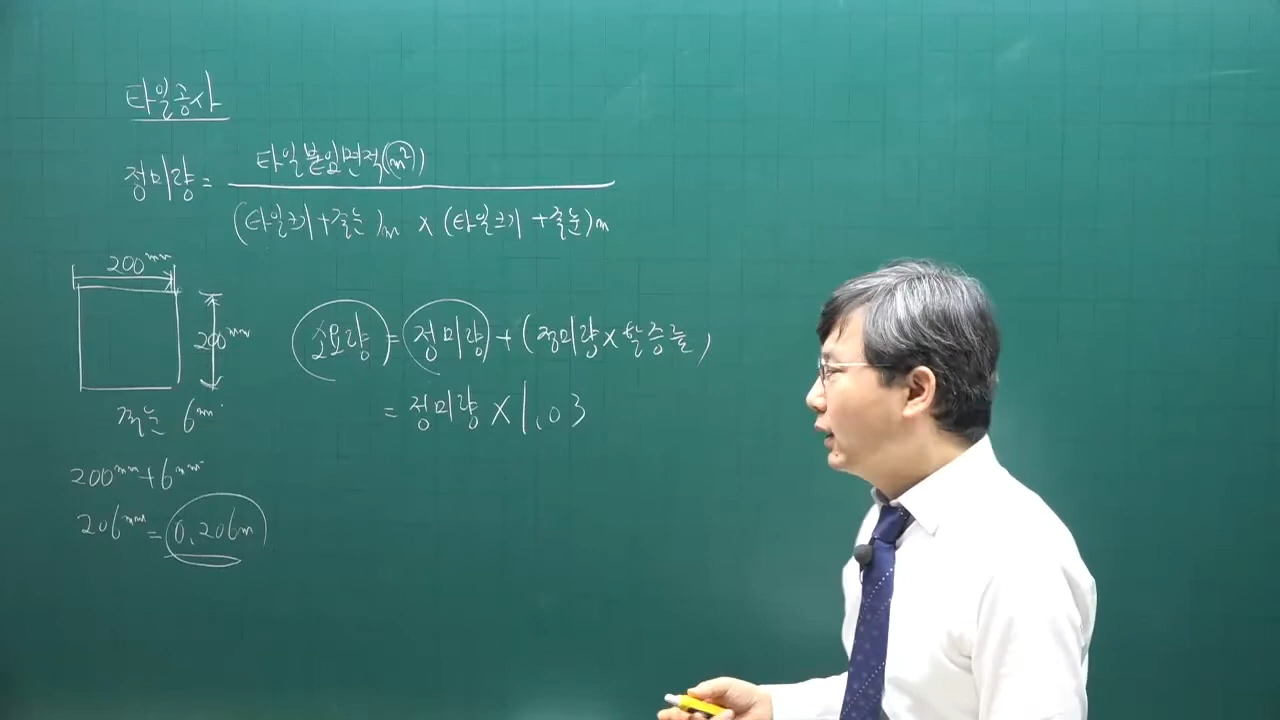 타일공사
타일붙임면적(m²)
정미량 =
(타일크기+줄눈)m × (타일크기+줄눈)m
200mm
200mm
줄눈 6mm
소요량 = 정미량 + (정미량×할증률)
= 정미량 × 1.03
200mm+6mm
206mm = 0.206m